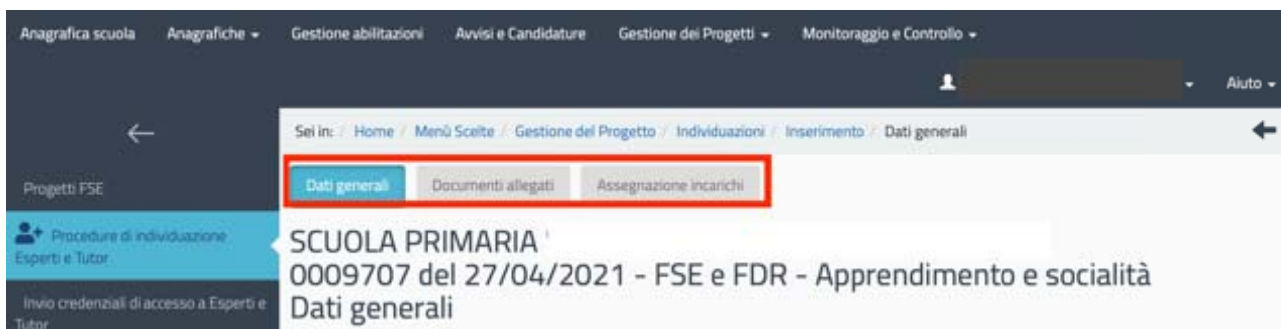 Anagrafica scuola Anagrafiche Gestione abilitazioni Avvisi e Candidature Gestione dei Progetti Monitoraggio e Controllo
Aiuto
Sei in: / Home / Menù Scelte / Gestione del Progetto / Individuazioni / Inserimento / Dati generali
Progetti FSE
Procedure di individuazione
Esperti e Tutor
Invio credenziali di accesso a Esperti e
Tutor
Dati generali Documenti allegati Assegnazione incarichi
SCUOLA PRIMARIA
0009707 del 27/04/2021 - FSE e FDR - Apprendimento e socialità
Dati generali